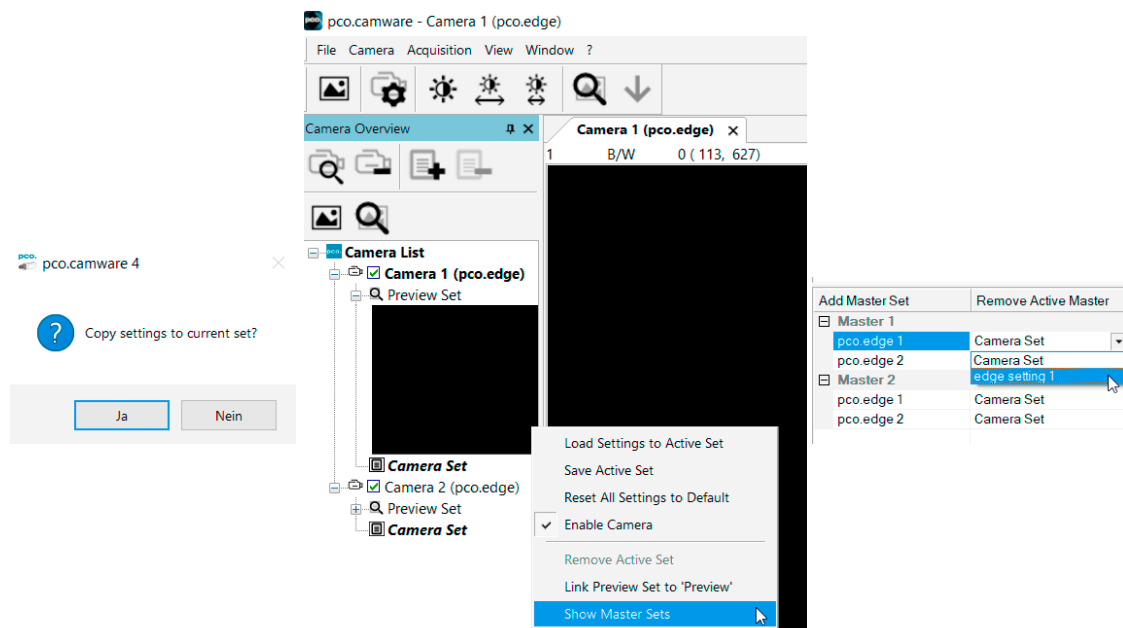 pco. pco.camware 4
Copy settings to current set?
Ja Nein
pco. pco.camware - Camera 1 (pco.edge)
File Camera Acquisition View Window ?
Camera Overview
Camera 1 (pco.edge)
1 B/W 0 ( 113, 627)
pco. Camera List
Camera 1 (pco.edge)
Preview Set
Camera Set
Camera 2 (pco.edge)
Preview Set
Camera Set
Load Settings to Active Set
Save Active Set
Reset All Settings to Default
Enable Camera
Remove Active Set
Link Preview Set to 'Preview'
Show Master Sets
Add Master Set Remove Active Master
Master 1
pco.edge 1 Camera Set
pco.edge 2 Camera Set
edge setting 1
Master 2
pco.edge 1 Camera Set
pco.edge 2 Camera Set